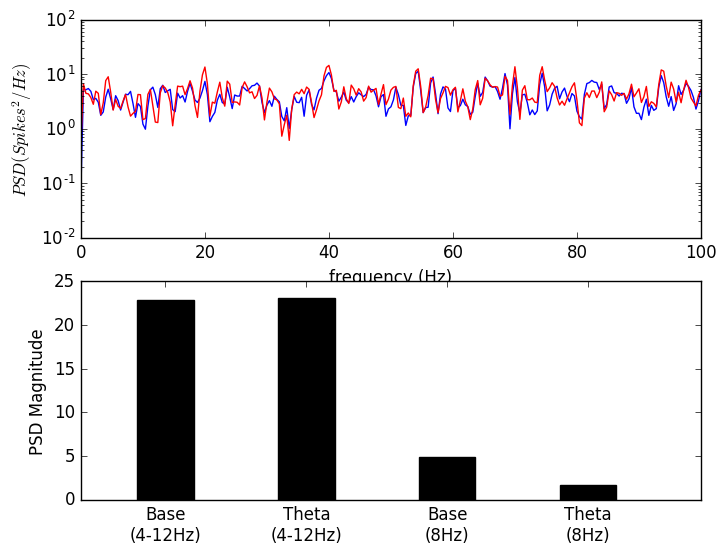 10^2
10^1
10^0
10^-1
10^-2
PSD(Spikes^2/Hz)
0 20 40 60 80 100
frequency (Hz)
25
20
15
10
5
0
PSD Magnitude
Base Theta Base Theta
(4-12Hz) (4-12Hz) (8Hz) (8Hz)